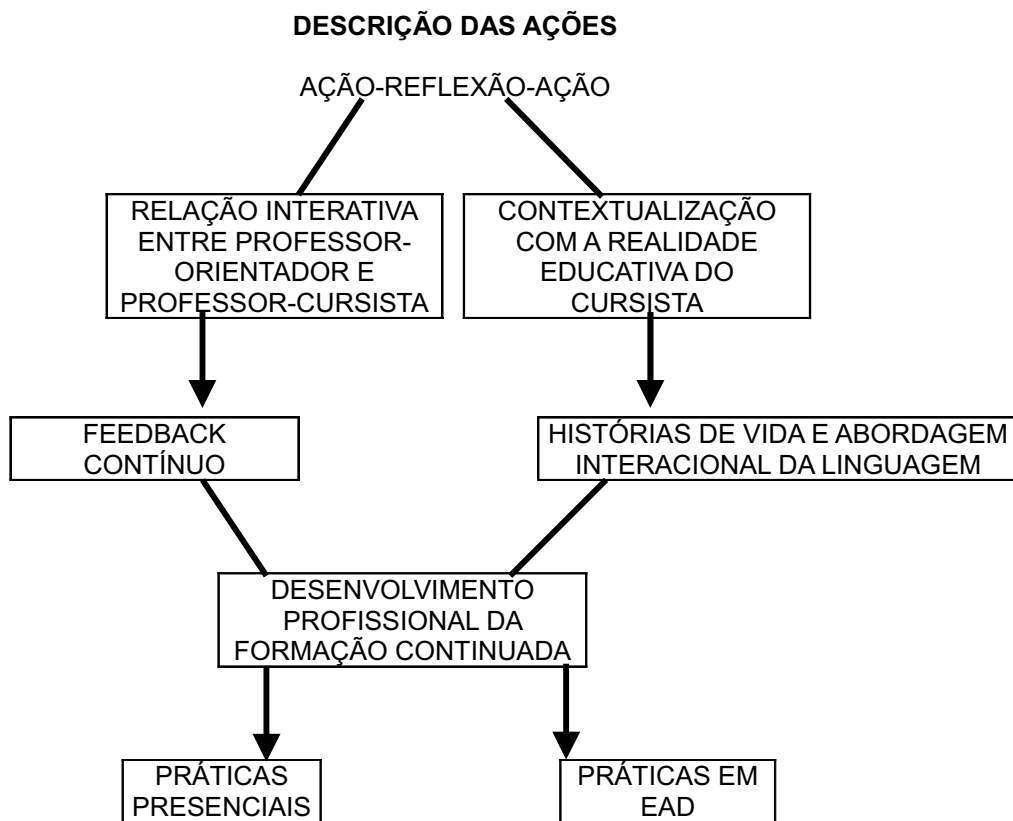 DESCRIÇÃO DAS AÇÕES
AÇÃO-REFLEXÃO-AÇÃO
RELAÇÃO INTERATIVA
ENTRE PROFESSOR-
ORIENTADOR E
PROFESSOR-CURSISTA
CONTEXTUALIZAÇÃO
COM A REALIDADE
EDUCATIVA DO
CURSISTA
FEEDBACK
CONTÍNUO
HISTÓRIAS DE VIDA E ABORDAGEM
INTERACIONAL DA LINGUAGEM
DESENVOLVIMENTO
PROFISSIONAL DA
FORMAÇÃO CONTINUADA
PRÁTICAS
PRESENCIAIS
PRÁTICAS EM
EAD